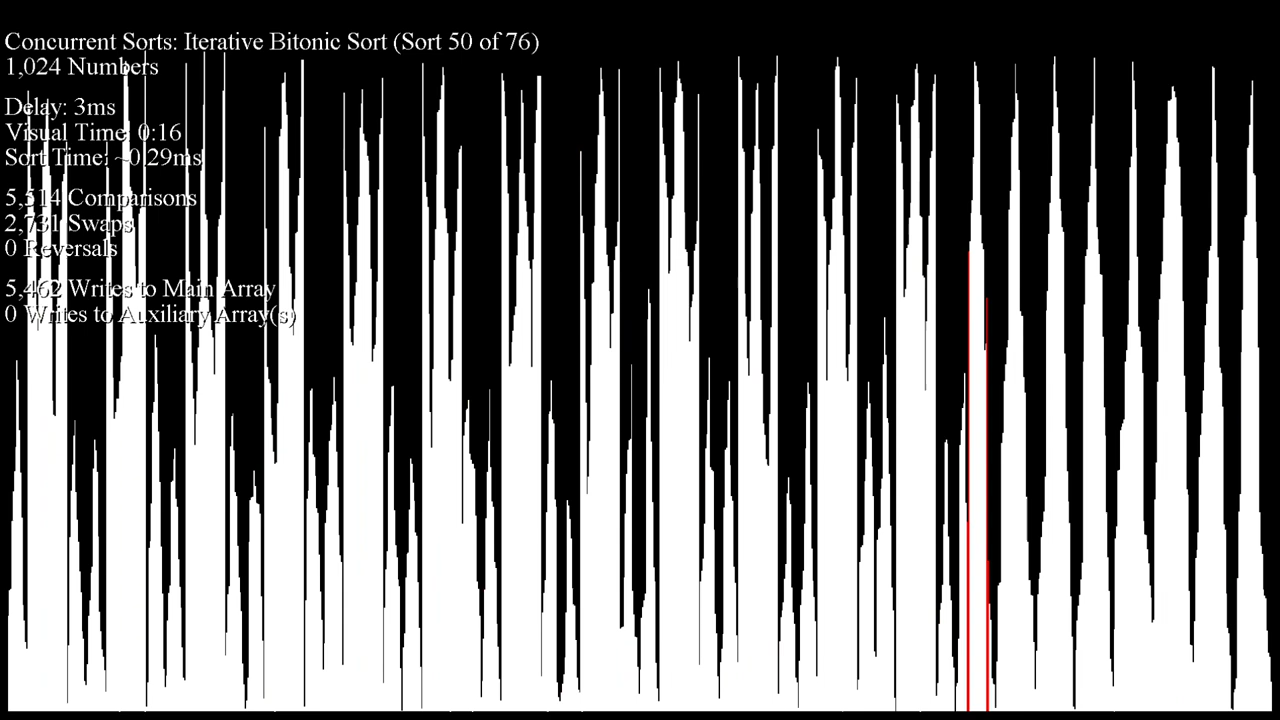 Concurrent Sorts: Iterative Bitonic Sort (Sort 50 of 76)
1,024 Numbers
Delay: 3ms
Visual Time: 0:16
Sort Time: ~0.29ms
5,514 Comparisons
2,731 Swaps
0 Reversals
5,462 Writes to Main Array
0 Writes to Auxiliary Array(s)